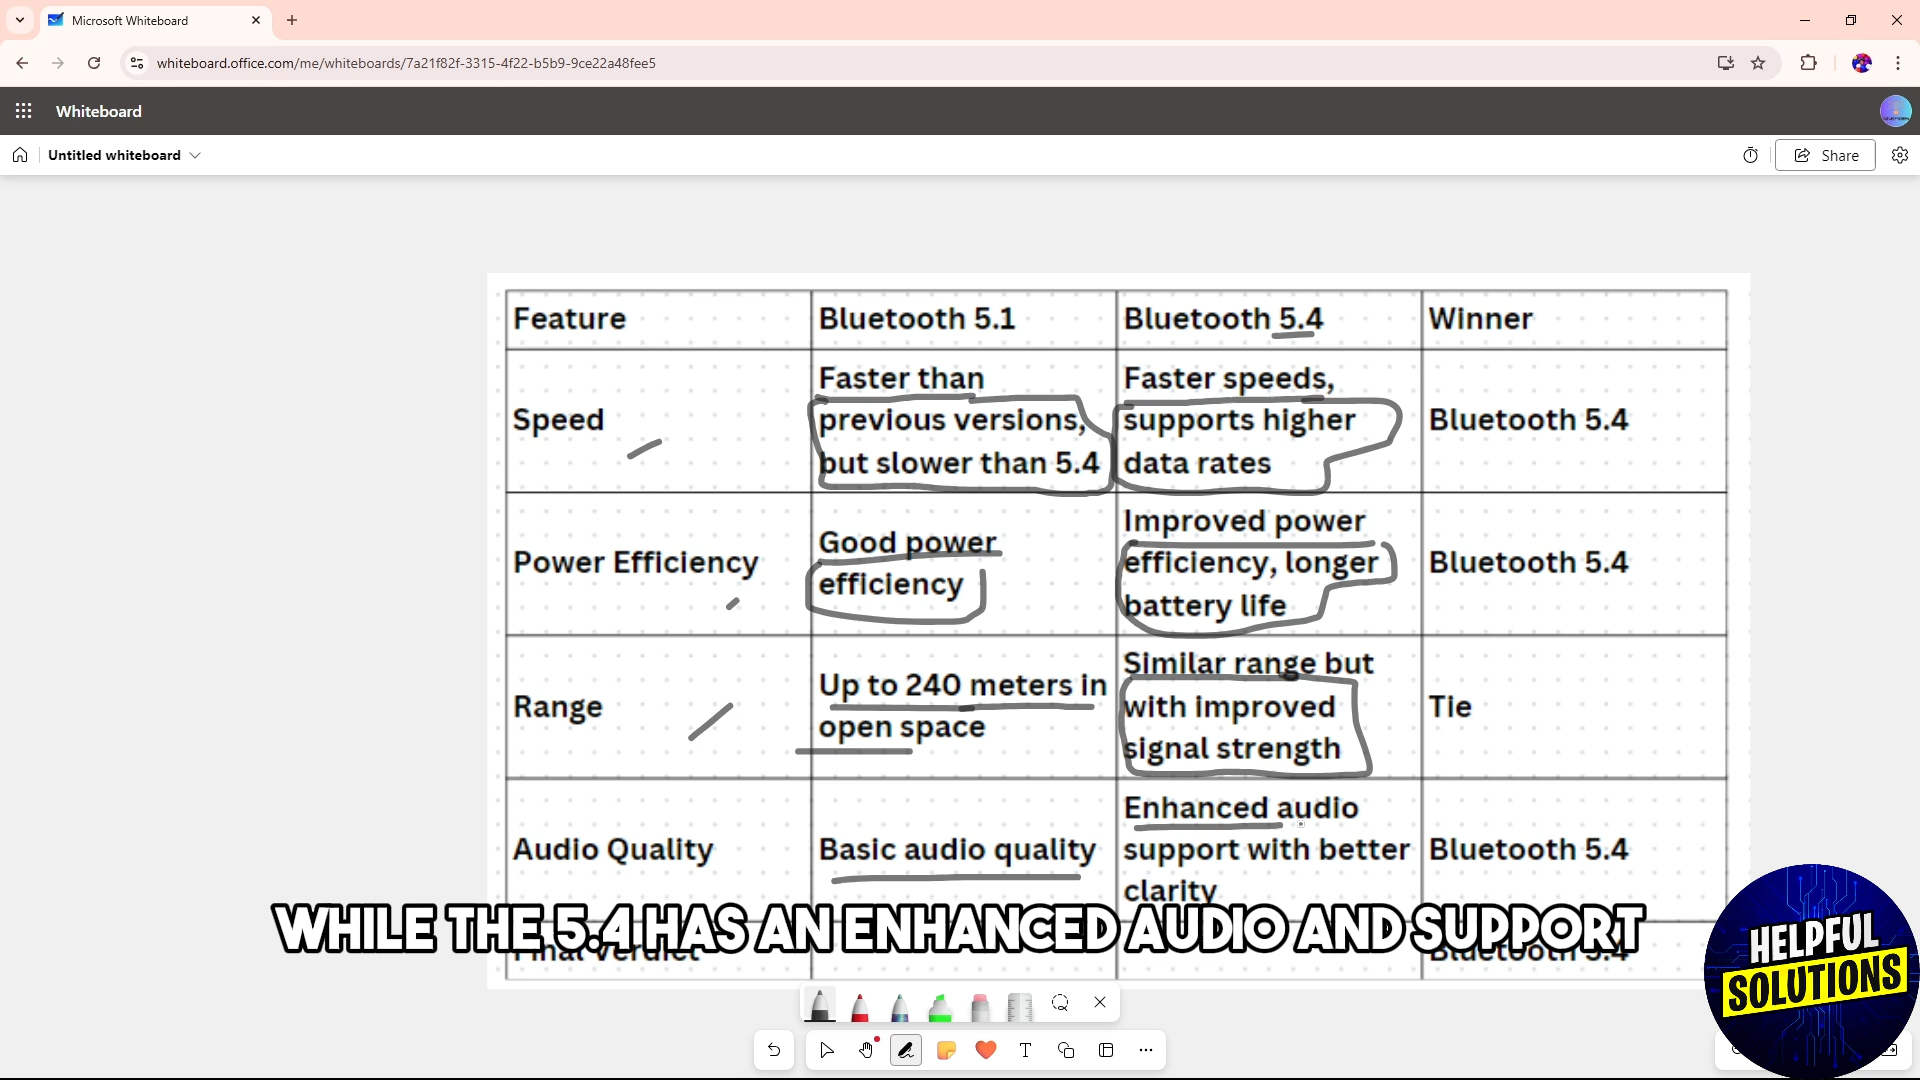 Microsoft Whiteboard
whiteboard.office.com/me/whiteboards/7a21f82f-3315-4f22-b5b9-9ce22a48fee5
Whiteboard
Untitled whiteboard
Share
Feature
Bluetooth 5.1
Bluetooth 5.4
Winner
Speed
Faster than
previous versions,
but slower than 5.4
Faster speeds,
supports higher
data rates
Bluetooth 5.4
Power Efficiency
Good power
efficiency
Improved power
efficiency, longer
battery life
Bluetooth 5.4
Range
Up to 240 meters in
open space
Similar range but
with improved
signal strength
Tie
Audio Quality
Basic audio quality
Enhanced audio
support with better
clarity
Bluetooth 5.4
Final Verdict
Bluetooth 5.4
WHILE THE 5.4 HAS AN ENHANCED AUDIO AND SUPPORT
HELPFUL
SOLUTIONS